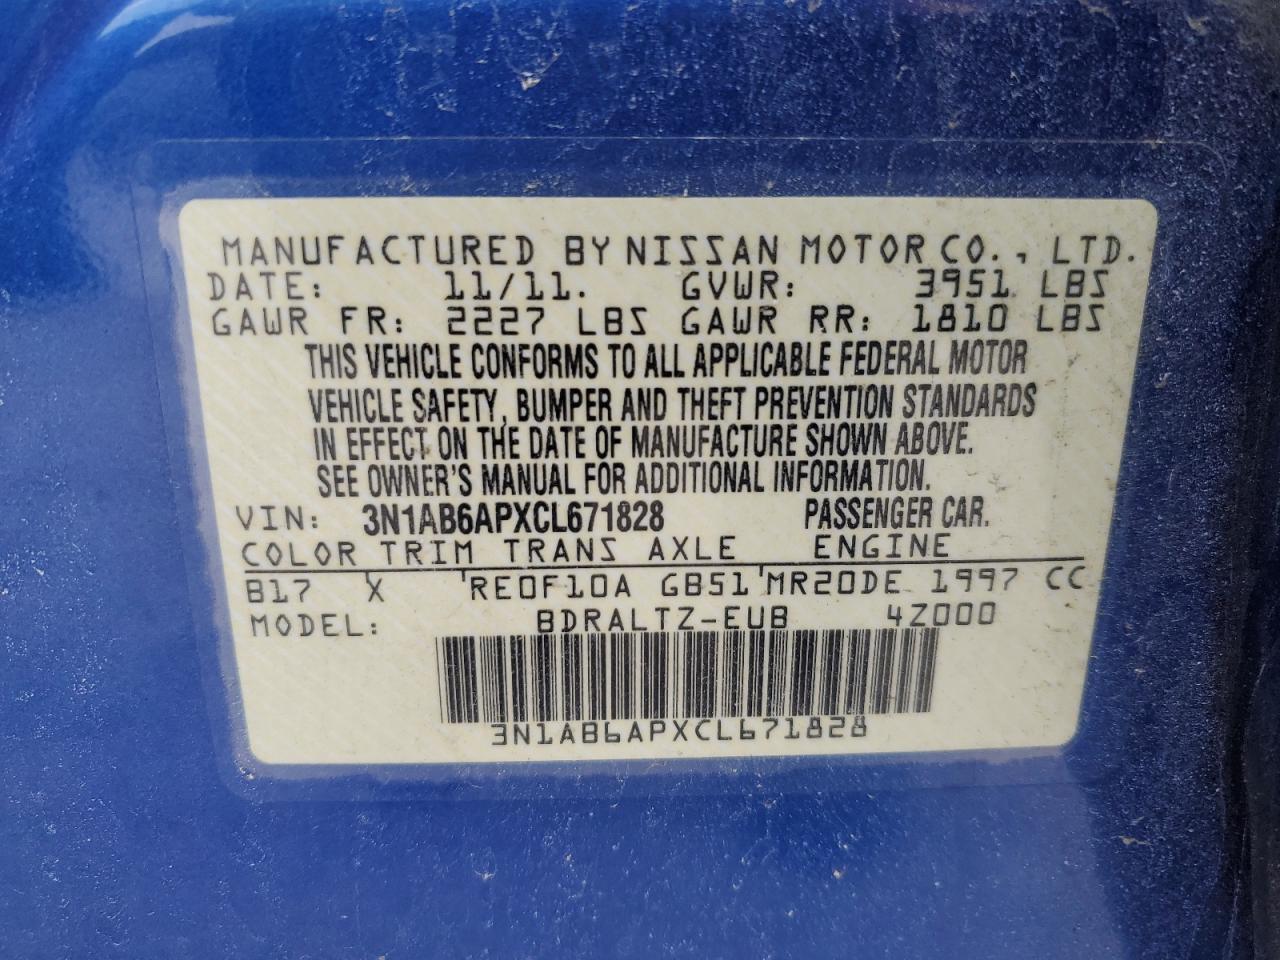 MANUFACTURED BY NISSAN MOTOR CO., LTD.
DATE: 11/11. GVWR: 3951 LBS
GAWR FR: 2227 LBS GAWR RR: 1810 LBS
THIS VEHICLE CONFORMS TO ALL APPLICABLE FEDERAL MOTOR
VEHICLE SAFETY, BUMPER AND THEFT PREVENTION STANDARDS
IN EFFECT ON THE DATE OF MANUFACTURE SHOWN ABOVE.
SEE OWNER'S MANUAL FOR ADDITIONAL INFORMATION.
VIN: 3N1AB6APXCL671828 PASSENGER CAR.
COLOR TRIM TRANS AXLE ENGINE
B17 X 'RE0F10A GB51 'MR20DE 1997 CC
MODEL: BDRALTZ-EUB 4Z000
3N1AB6APXCL671828